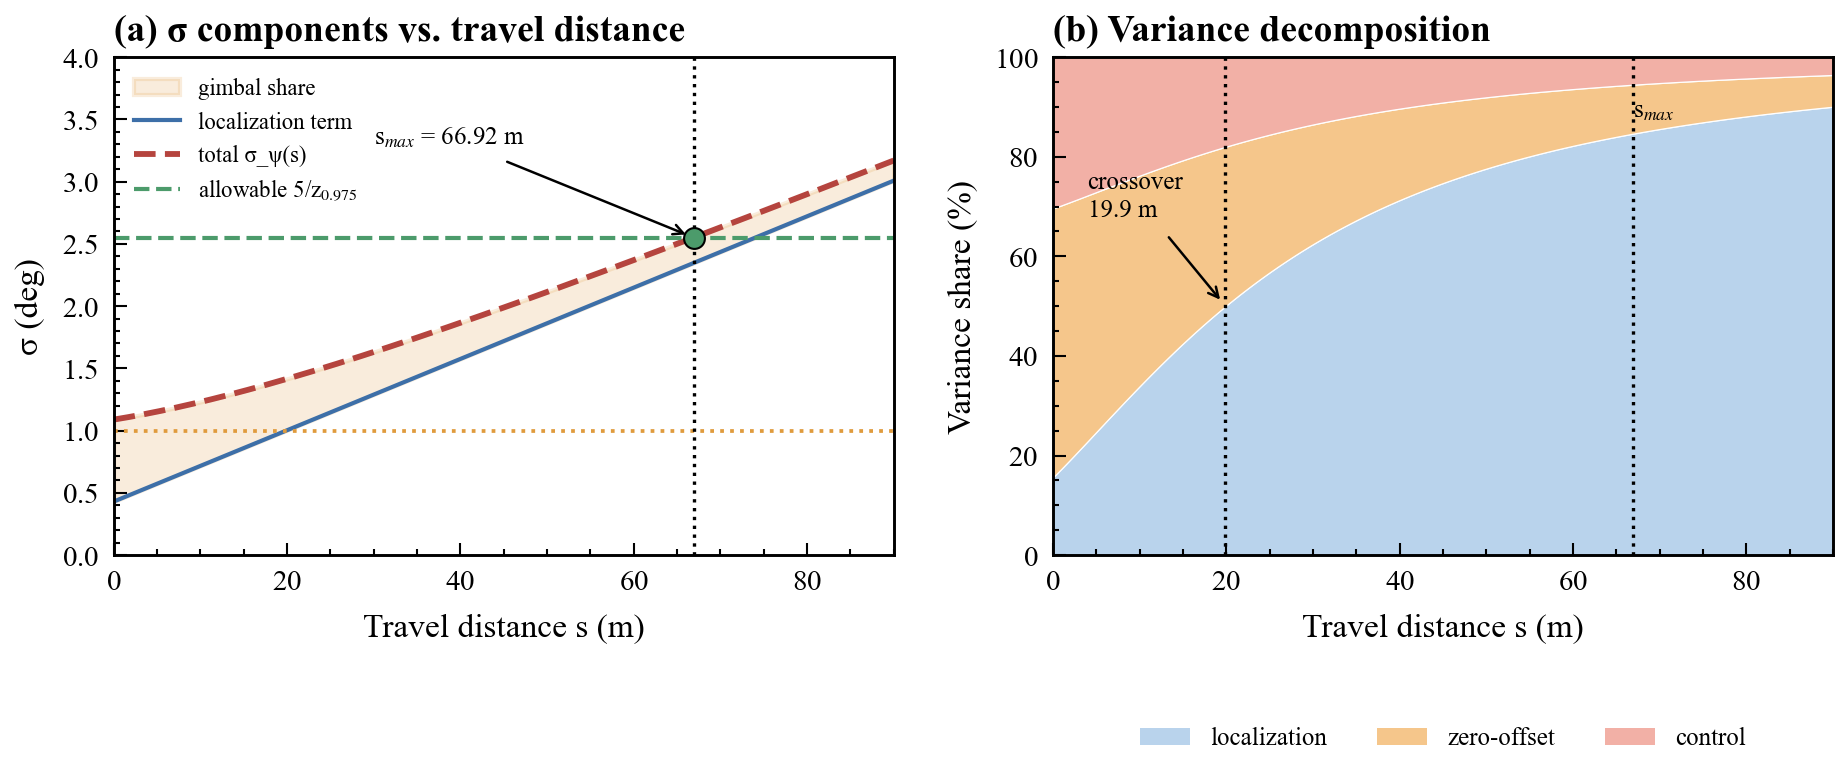 (a) σ components vs. travel distance
4.0
3.5
3.0
2.5
2.0
1.5
1.0
0.5
0.0
σ (deg)
gimbal share
localization term
total σ_ψ(s)
allowable 5/z0.975
smax = 66.92 m
0 20 40 60 80
Travel distance s (m)
(b) Variance decomposition
100
80
60
40
20
0
Variance share (%)
smax
crossover
19.9 m
0 20 40 60 80
Travel distance s (m)
localization zero-offset control